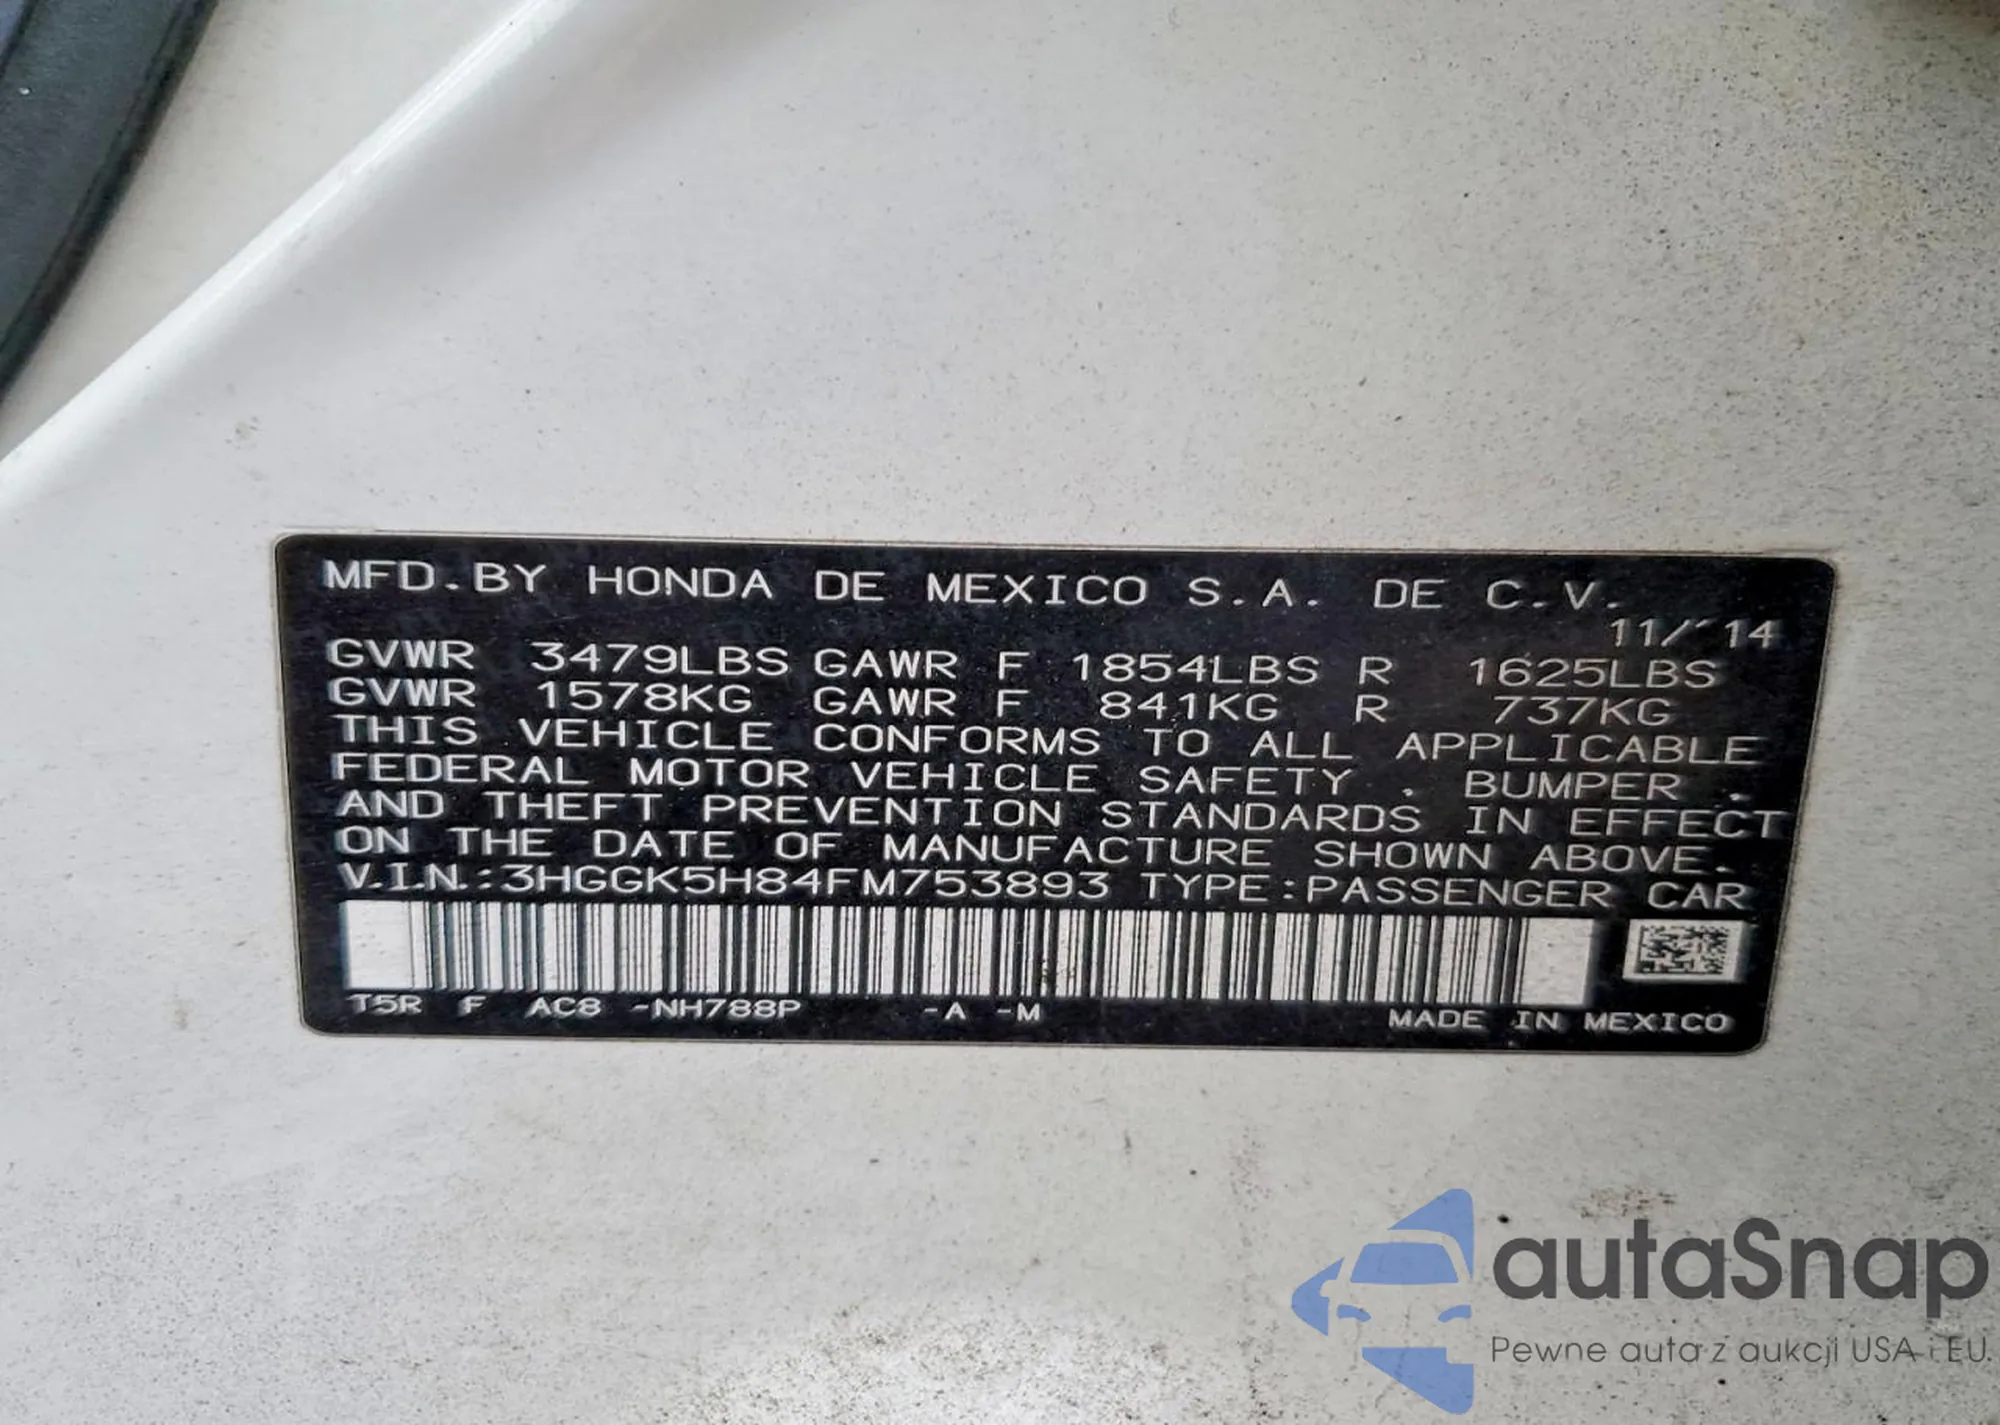 MFD. BY HONDA DE MEXICO S.A. DE C.V.
11/'14
GVWR 3479LBS GAWR F 1854LBS R 1625LBS
GVWR 1578KG GAWR F 841KG R 737KG
THIS VEHICLE CONFORMS TO ALL APPLICABLE
FEDERAL MOTOR VEHICLE SAFETY, BUMPER,
AND THEFT PREVENTION STANDARDS IN EFFECT
ON THE DATE OF MANUFACTURE SHOWN ABOVE.
V.I.N.:3HGGK5H84FM753893 TYPE:PASSENGER CAR
T5R F AC8 -NH788P -A -M
MADE IN MEXICO
autaSnap
Pewne auta z aukcji USA i EU.